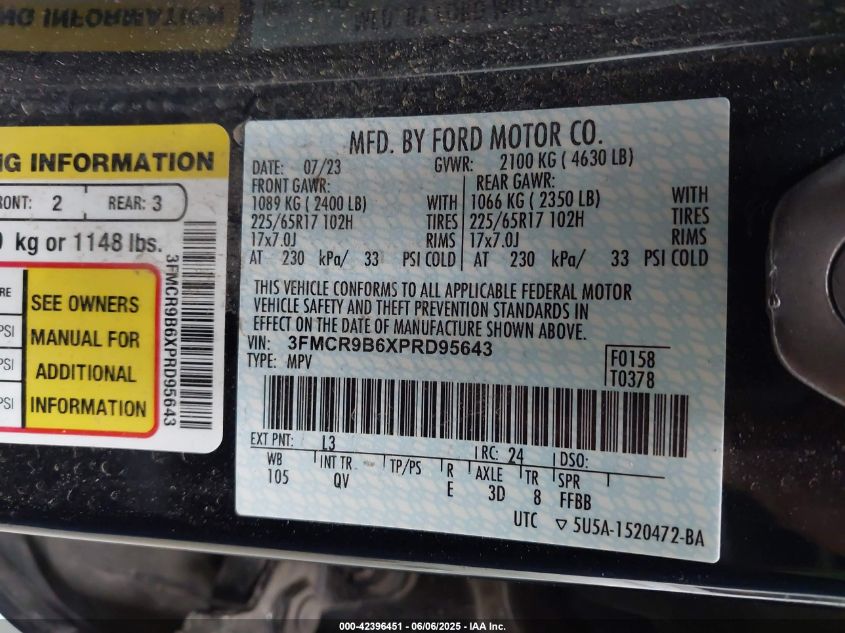 NG INFORMATION
FRONT: 2 REAR: 3
kg or 1148 lbs.
SEE OWNERS
MANUAL FOR
ADDITIONAL
INFORMATION
PSI
PSI
PSI
3FMCR9B6XPRD95643
MFD. BY FORD MOTOR CO.
DATE: 07/23 GVWR: 2100 KG ( 4630 LB)
FRONT GAWR: REAR GAWR:
1089 KG ( 2400 LB) WITH 1066 KG ( 2350 LB) WITH
225/65R17 102H TIRES 225/65R17 102H TIRES
17x7.0J RIMS 17x7.0J RIMS
AT 230 kPa/ 33 PSI COLD AT 230 kPa/ 33 PSI COLD
THIS VEHICLE CONFORMS TO ALL APPLICABLE FEDERAL MOTOR
VEHICLE SAFETY AND THEFT PREVENTION STANDARDS IN
EFFECT ON THE DATE OF MANUFACTURE SHOWN ABOVE.
VIN: 3FMCR9B6XPRD95643
TYPE: MPV
F0158
T0378
EXT PNT: L3 RC: 24 DSO:
WB INT TR. TP/PS R AXLE TR SPR
105 QV E 3D 8 FFBB
UTC ▽ 5U5A-1520472-BA
000-42396451 | 06/06/2025 - IAA Inc.